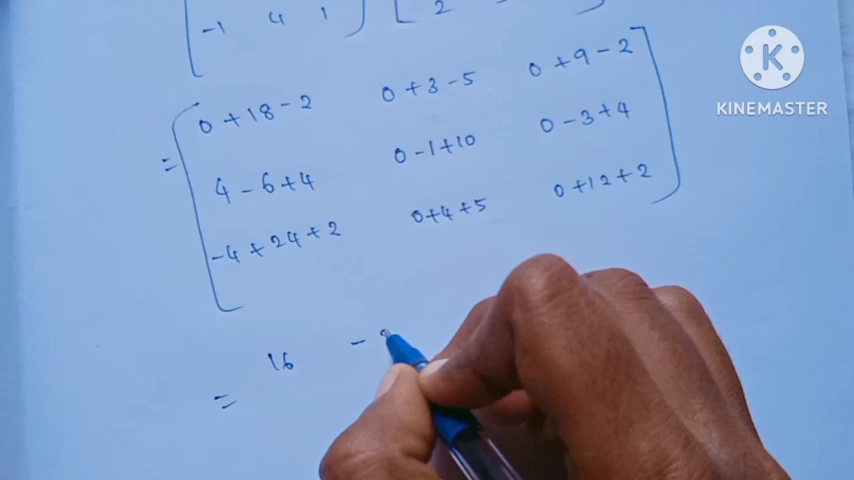 -1 4 1 2
= 0+18-2 0+3-5 0+9-2
4-6+4 0-1+10 0-3+4
-4+24+2 0+4+5 0+12+2
= 16 -
K
KINEMASTER